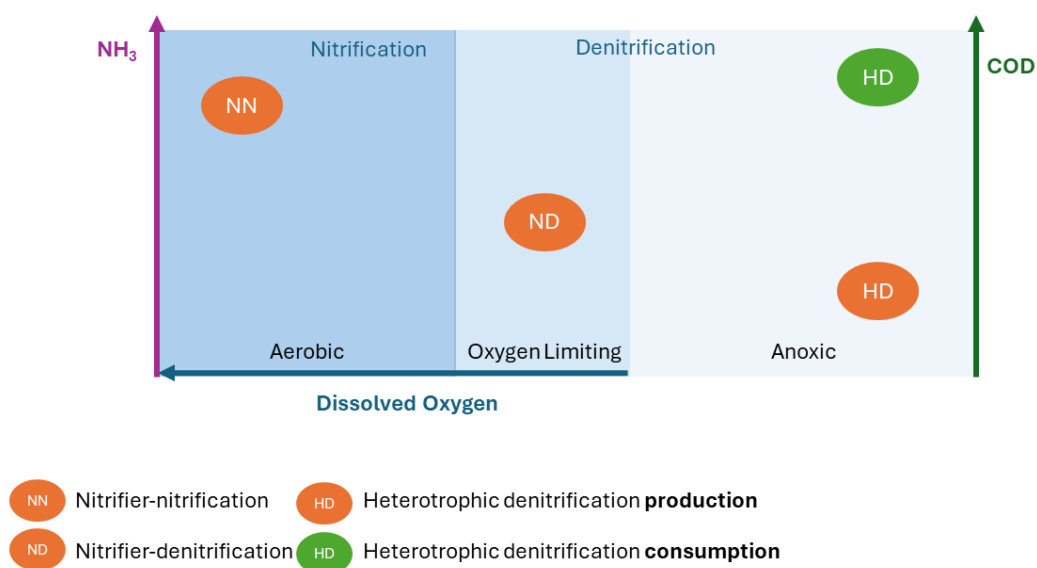 NH₃
Nitrification
Denitrification
COD
NN
HD
ND
HD
Aerobic
Oxygen Limiting
Anoxic
Dissolved Oxygen
NN Nitrifier-nitrification
HD Heterotrophic denitrification production
ND Nitrifier-denitrification
HD Heterotrophic denitrification consumption